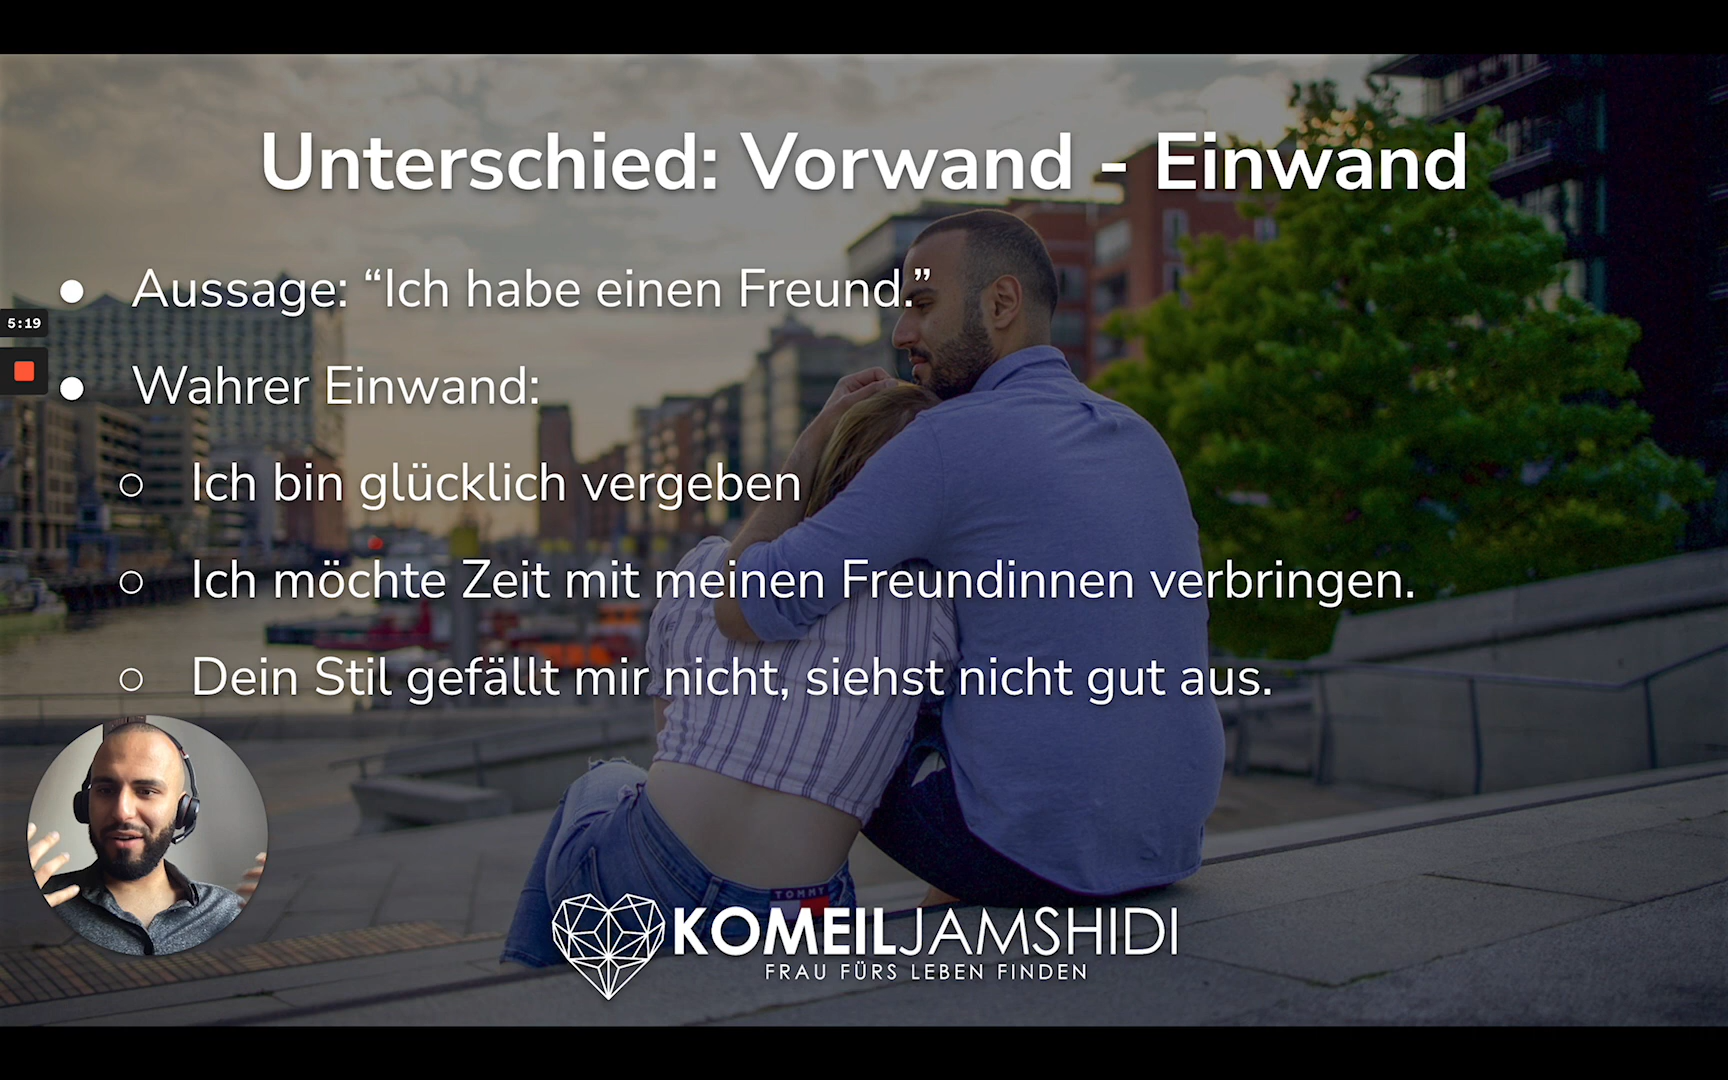 Unterschied: Vorwand - Einwand
Aussage: “Ich habe einen Freund.”
5:19
Wahrer Einwand:
Ich bin glücklich vergeben
Ich möchte Zeit mit meinen Freundinnen verbringen.
Dein Stil gefällt mir nicht, siehst nicht gut aus.
TOMMY
KOMEILJAMSHIDI
FRAU FÜRS LEBEN FINDEN